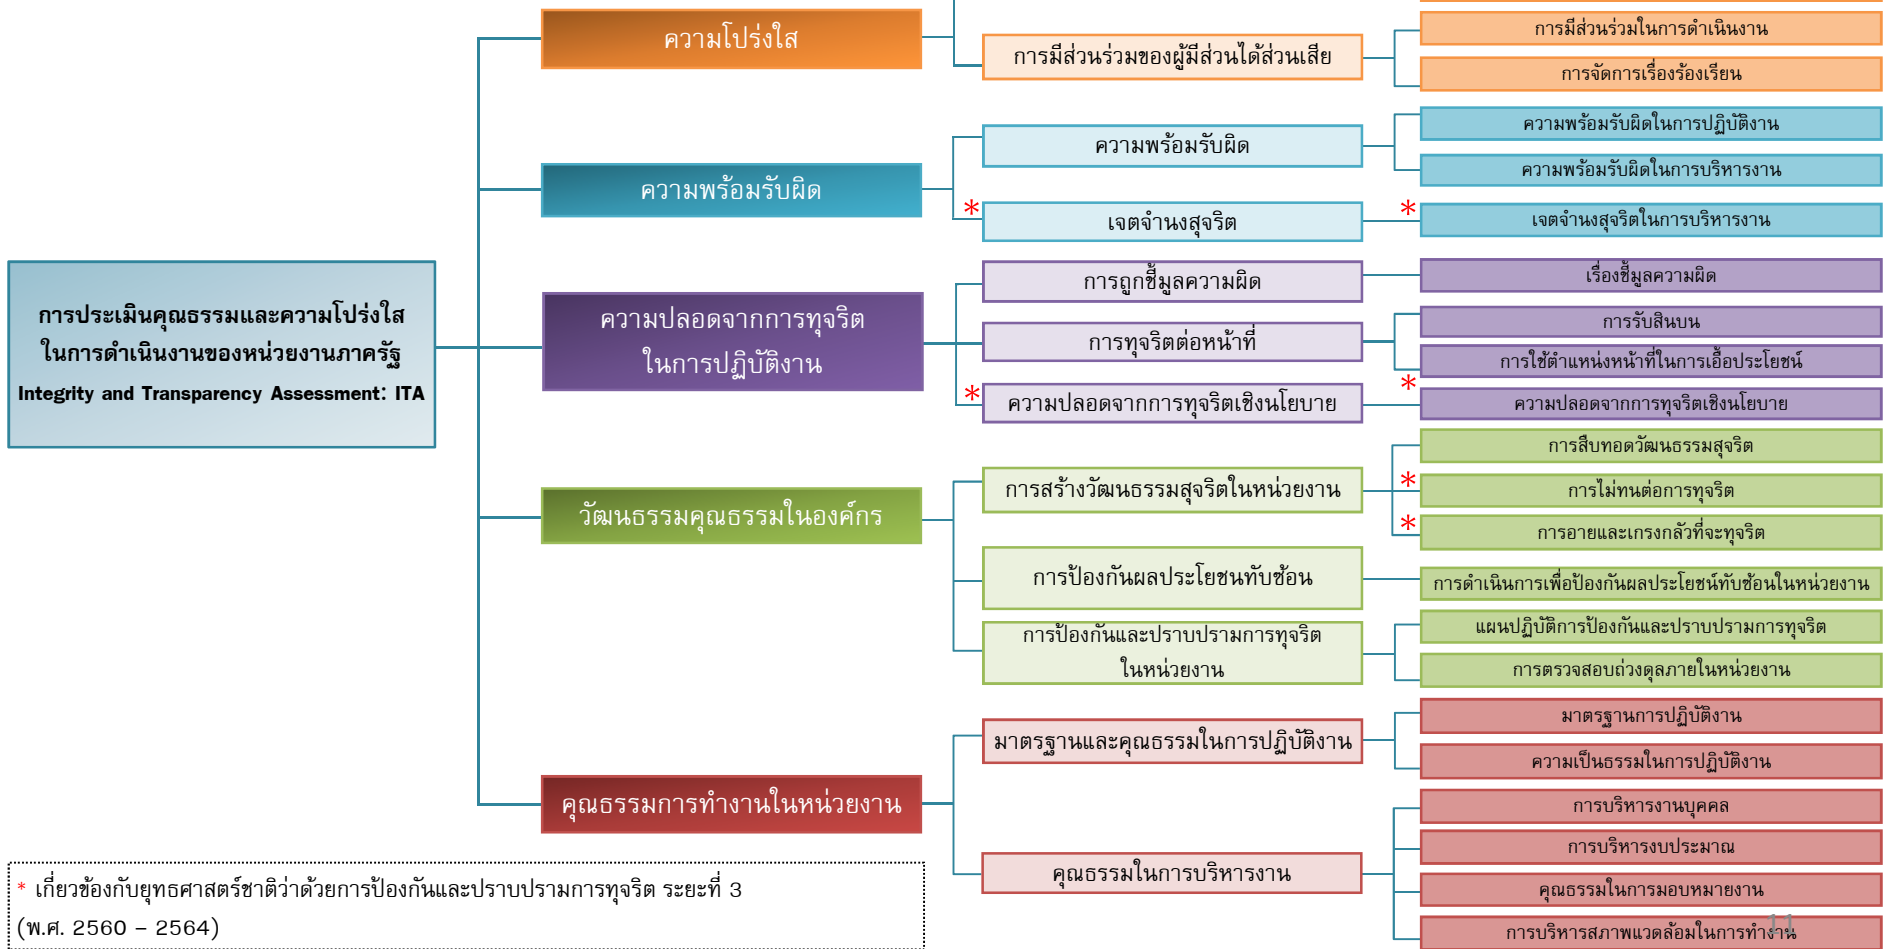 การประเมินคุณธรรมและความโปร่งใส
ในการดำเนินงานของหน่วยงานภาครัฐ
Integrity and Transparency Assessment: ITA
ความโปร่งใส
การมีส่วนร่วมของผู้มีส่วนได้ส่วนเสีย
การมีส่วนร่วมในการดำเนินงาน
การจัดการเรื่องร้องเรียน
ความพร้อมรับผิด
ความพร้อมรับผิด
ความพร้อมรับผิดในการปฏิบัติงาน
ความพร้อมรับผิดในการบริหารงาน
* เจตจำนงสุจริต
* เจตจำนงสุจริตในการบริหารงาน
ความปลอดจากการทุจริต
ในการปฏิบัติงาน
การถูกชี้มูลความผิด
เรื่องชี้มูลความผิด
การทุจริตต่อหน้าที่
การรับสินบน
การใช้ตำแหน่งหน้าที่ในการเอื้อประโยชน์
* ความปลอดจากการทุจริตเชิงนโยบาย
* ความปลอดจากการทุจริตเชิงนโยบาย
วัฒนธรรมคุณธรรมในองค์กร
การสร้างวัฒนธรรมสุจริตในหน่วยงาน
การสืบทอดวัฒนธรรมสุจริต
* การไม่ทนต่อการทุจริต
* การอายและเกรงกลัวที่จะทุจริต
การป้องกันผลประโยชนทับซ้อน
การดำเนินการเพื่อป้องกันผลประโยชน์ทับซ้อนในหน่วยงาน
การป้องกันและปราบปรามการทุจริต
ในหน่วยงาน
แผนปฏิบัติการป้องกันและปราบปรามการทุจริต
การตรวจสอบถ่วงดุลภายในหน่วยงาน
คุณธรรมการทำงานในหน่วยงาน
มาตรฐานและคุณธรรมในการปฏิบัติงาน
มาตรฐานการปฏิบัติงาน
ความเป็นธรรมในการปฏิบัติงาน
คุณธรรมในการบริหารงาน
การบริหารงานบุคคล
การบริหารงบประมาณ
คุณธรรมในการมอบหมายงาน
การบริหารสภาพแวดล้อมในการทำงาน
* เกี่ยวข้องกับยุทธศาสตร์ชาติว่าด้วยการป้องกันและปราบปรามการทุจริต ระยะที่ 3
(พ.ศ. 2560 – 2564)
11